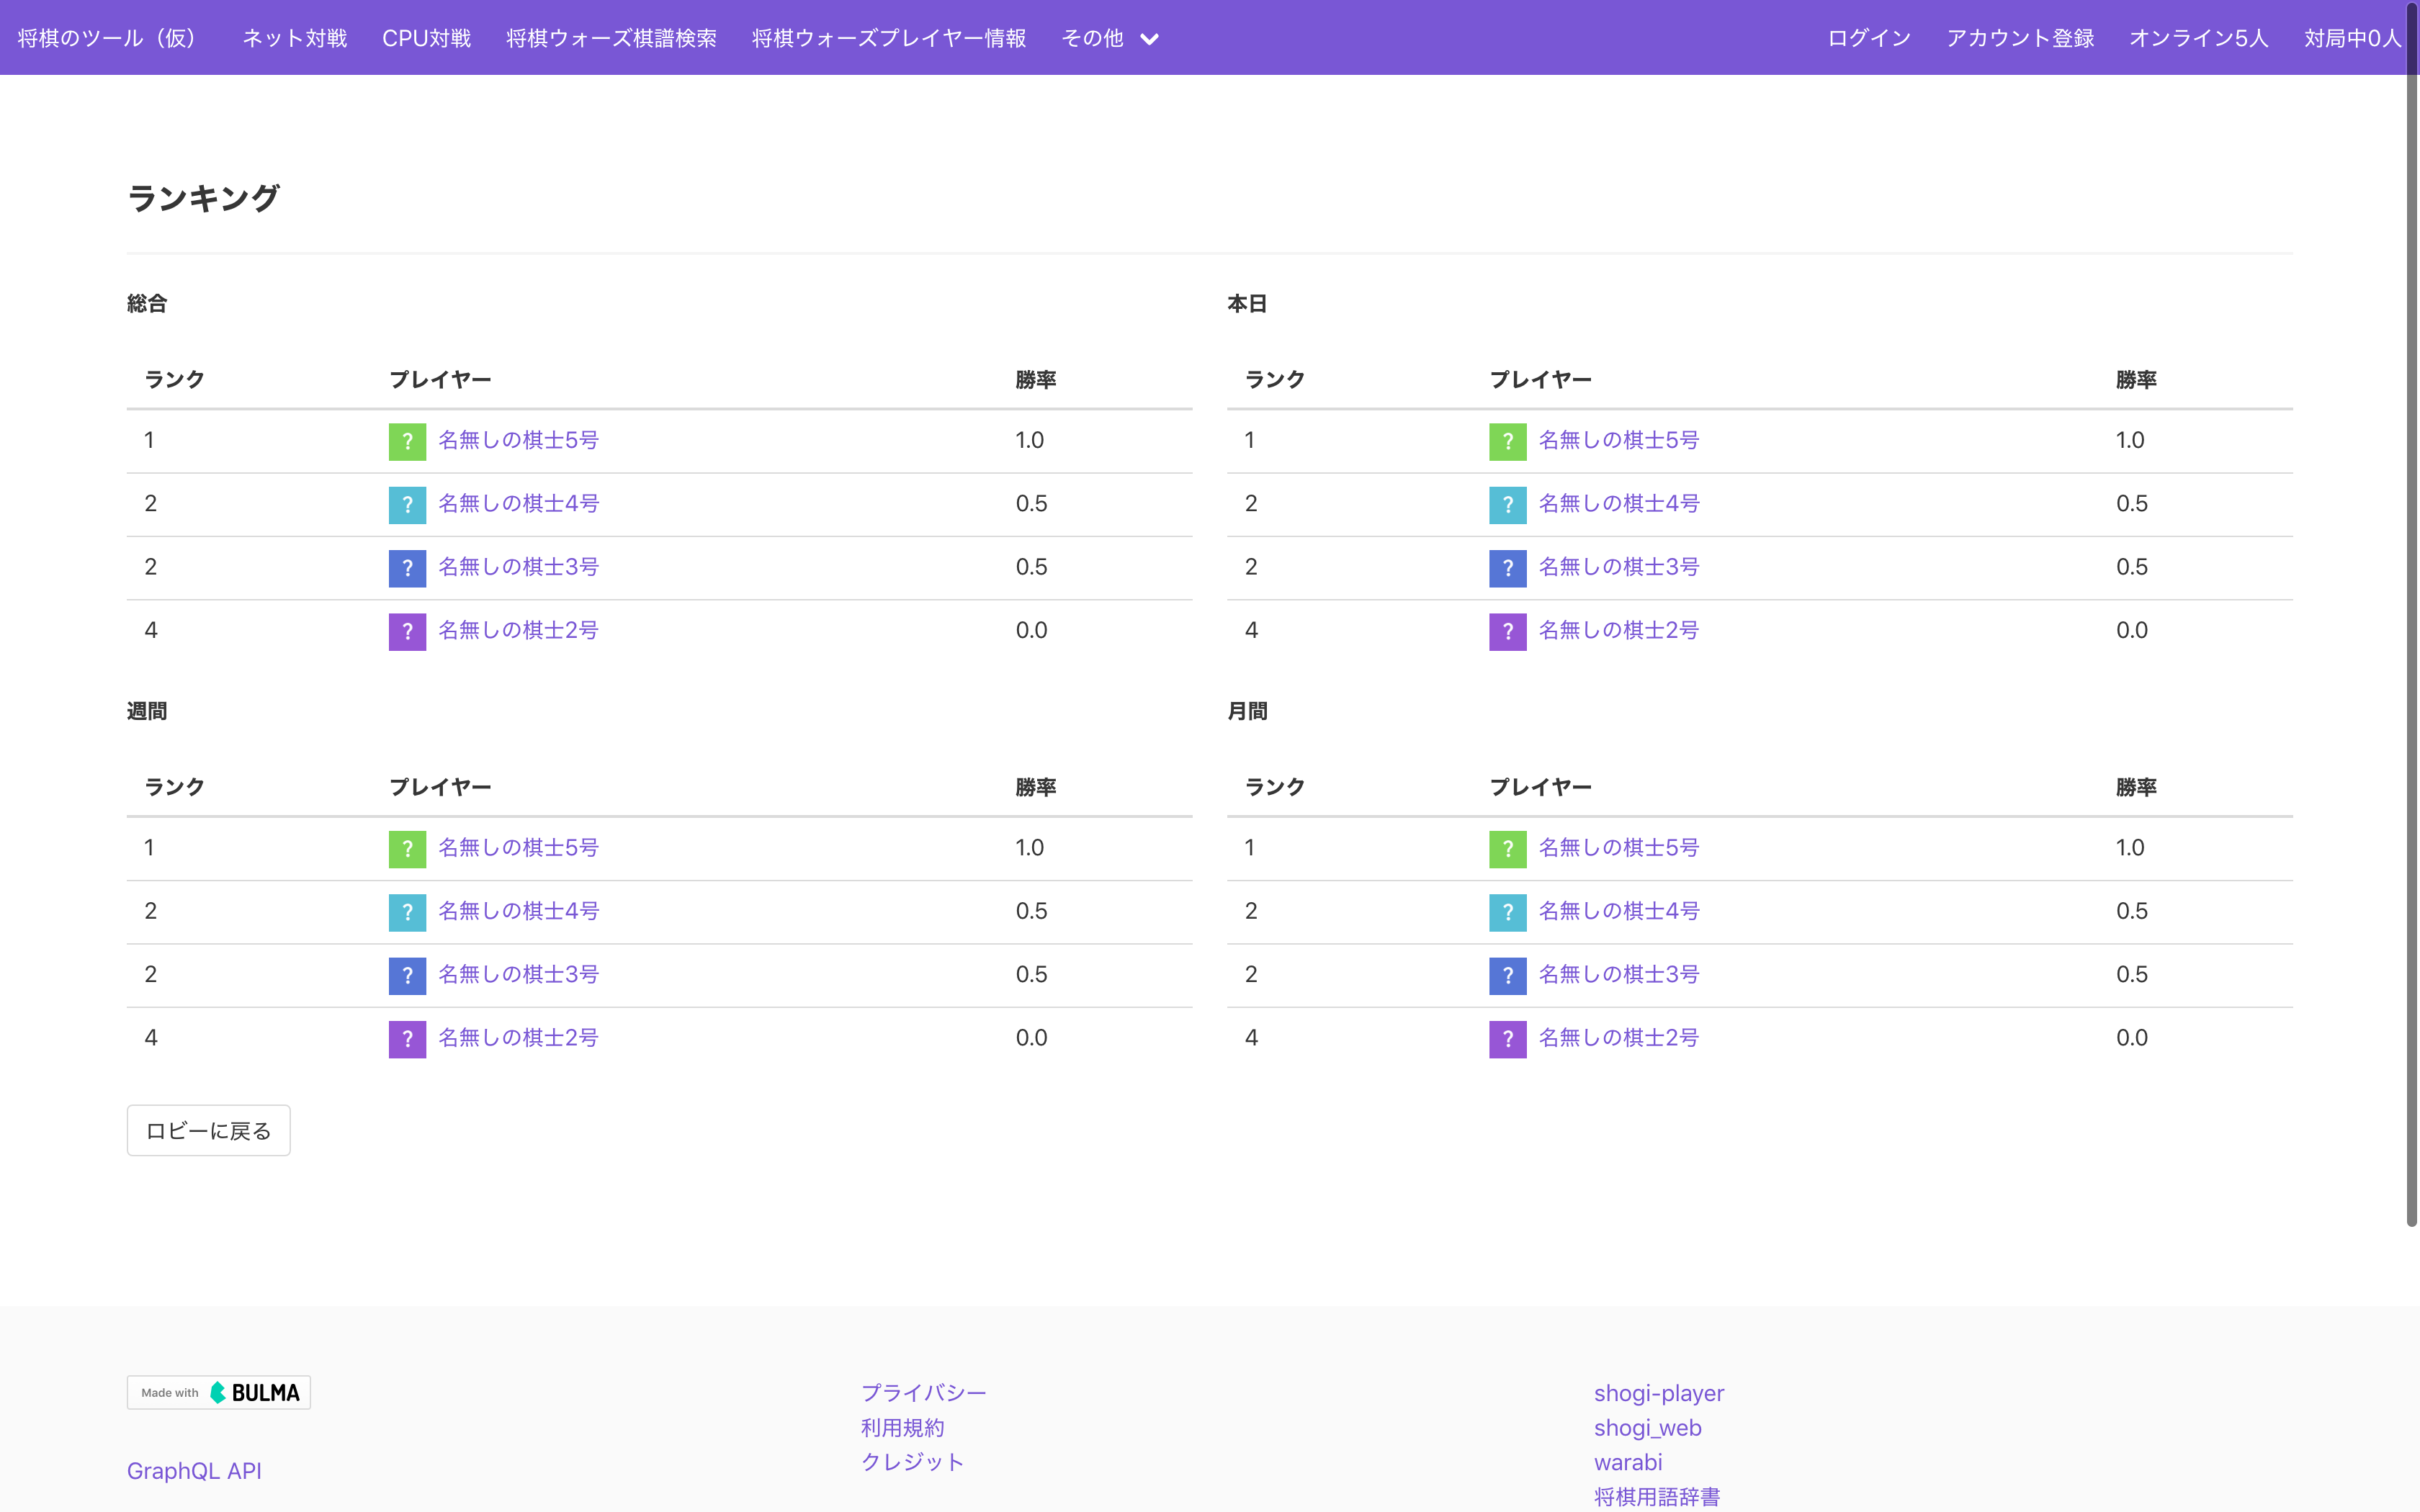 将棋のツール（仮） ネット対戦 CPU対戦 将棋ウォーズ棋譜検索 将棋ウォーズプレイヤー情報 その他 ログイン アカウント登録 オンライン5人 対局中0人
ランキング
総合
ランク プレイヤー 勝率
1 ? 名無しの棋士5号 1.0
2 ? 名無しの棋士4号 0.5
2 ? 名無しの棋士3号 0.5
4 ? 名無しの棋士2号 0.0
本日
ランク プレイヤー 勝率
1 ? 名無しの棋士5号 1.0
2 ? 名無しの棋士4号 0.5
2 ? 名無しの棋士3号 0.5
4 ? 名無しの棋士2号 0.0
週間
ランク プレイヤー 勝率
1 ? 名無しの棋士5号 1.0
2 ? 名無しの棋士4号 0.5
2 ? 名無しの棋士3号 0.5
4 ? 名無しの棋士2号 0.0
月間
ランク プレイヤー 勝率
1 ? 名無しの棋士5号 1.0
2 ? 名無しの棋士4号 0.5
2 ? 名無しの棋士3号 0.5
4 ? 名無しの棋士2号 0.0
ロビーに戻る
Made with BULMA
GraphQL API
プライバシー
利用規約
クレジット
shogi-player
shogi_web
warabi
将棋用語辞書